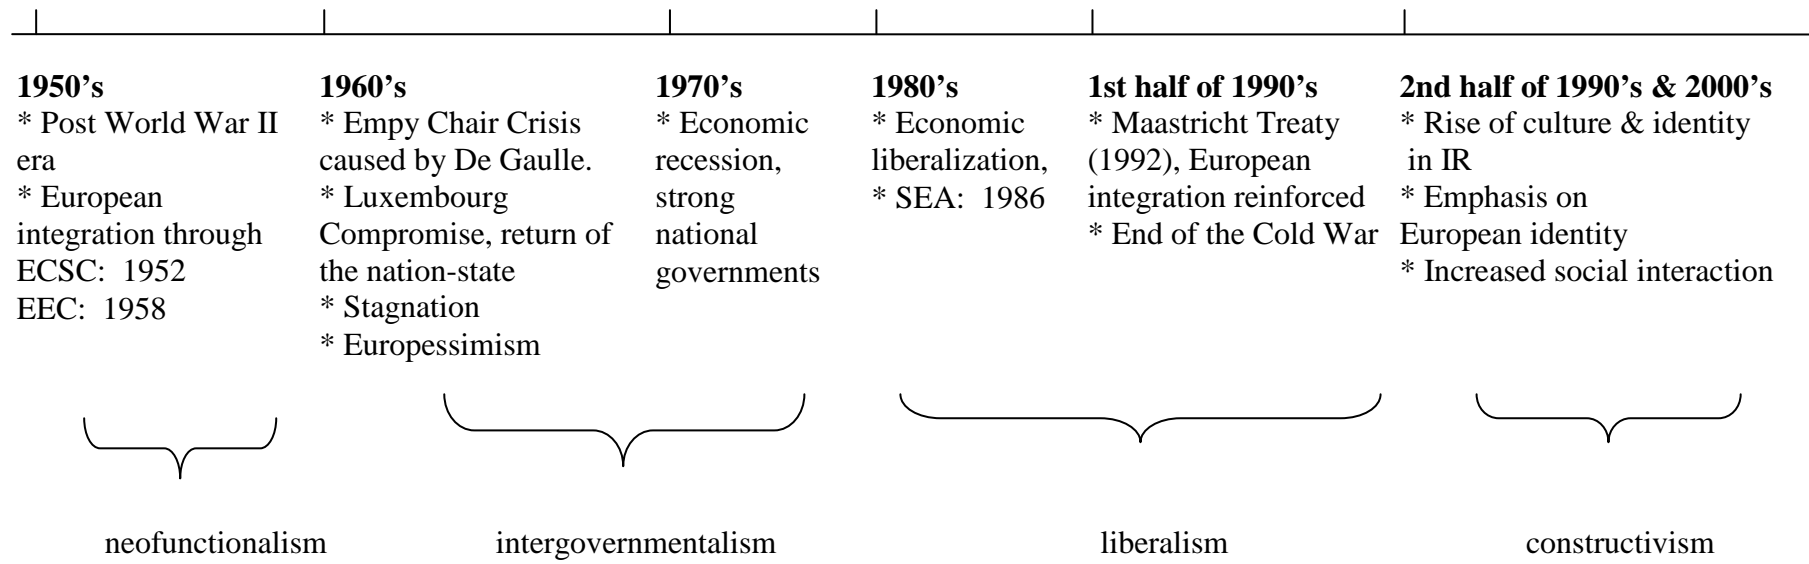 1950’s
* Post World War II
era
* European
integration through
ECSC:  1952
EEC:  1958
1960’s
* Empy Chair Crisis
caused by De Gaulle.
* Luxembourg
Compromise, return of
the nation-state
* Stagnation
* Europessimism
1970’s
* Economic
recession,
strong
national
governments
1980’s
* Economic
liberalization,
* SEA:  1986
1st half of 1990’s
* Maastricht Treaty
(1992), European
integration reinforced
* End of the Cold War
2nd half of 1990’s & 2000’s
* Rise of culture & identity
in IR
* Emphasis on
European identity
* Increased social interaction
neofunctionalism
intergovernmentalism
liberalism
constructivism